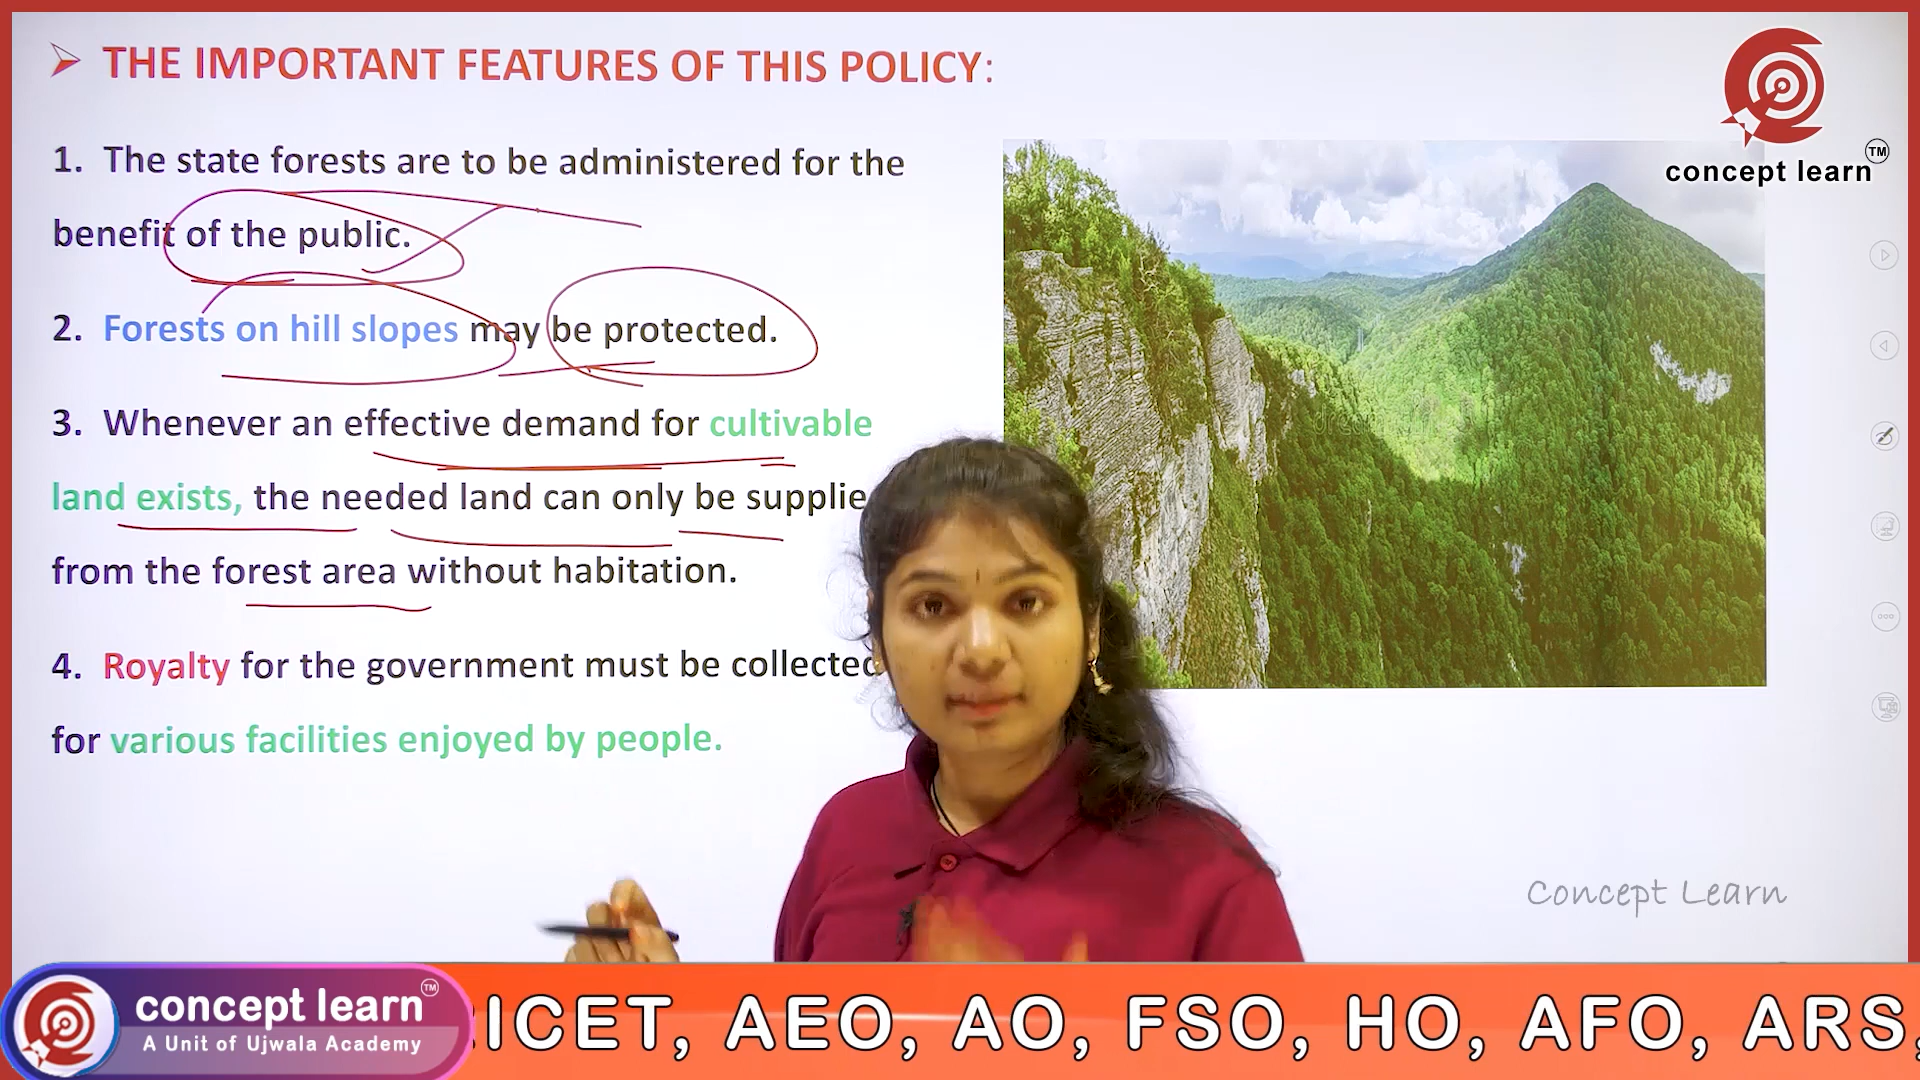 THE IMPORTANT FEATURES OF THIS POLICY:
1. The state forests are to be administered for the
benefit of the public.
2. Forests on hill slopes may be protected.
3. Whenever an effective demand for cultivable
land exists, the needed land can only be supplie
from the forest area without habitation.
4. Royalty for the government must be collected
for various facilities enjoyed by people.
TM
concept learn
Concept Learn
concept learn TM
A Unit of Ujwala Academy
ICET, AEO, AO, FSO, HO, AFO, ARS,